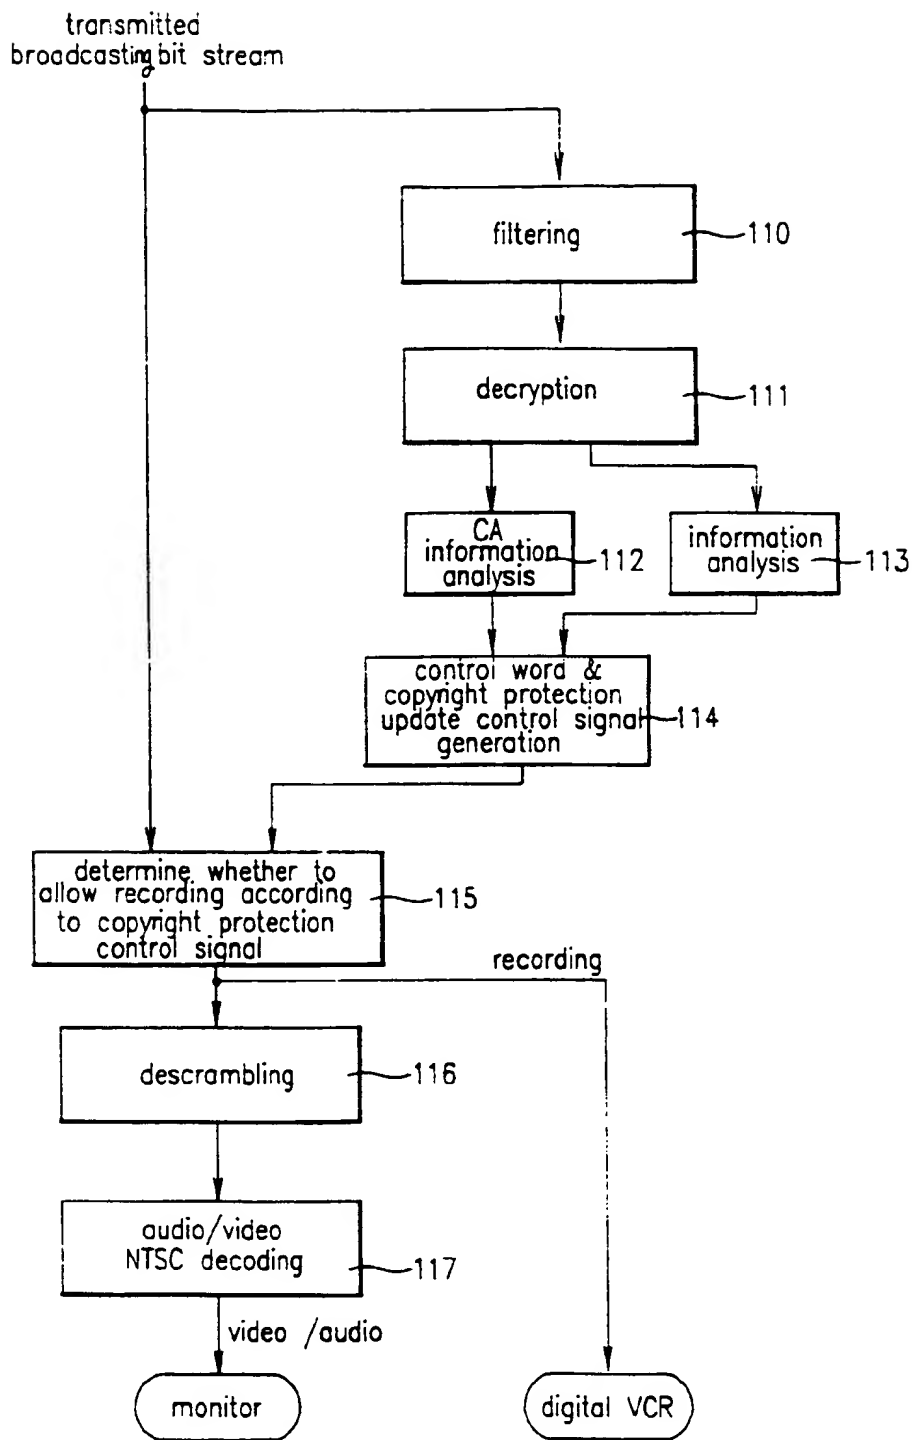 transmitted
broadcasting bit stream
filtering
110
decryption
111
CA
information
analysis
112
information
analysis
113
control word &
copyright protection
update control signal
generation
114
determine whether to
allow recording according
to copyright protection
control signal
115
recording
descrambling
116
audio/video
NTSC decoding
117
video /audio
monitor
digital VCR